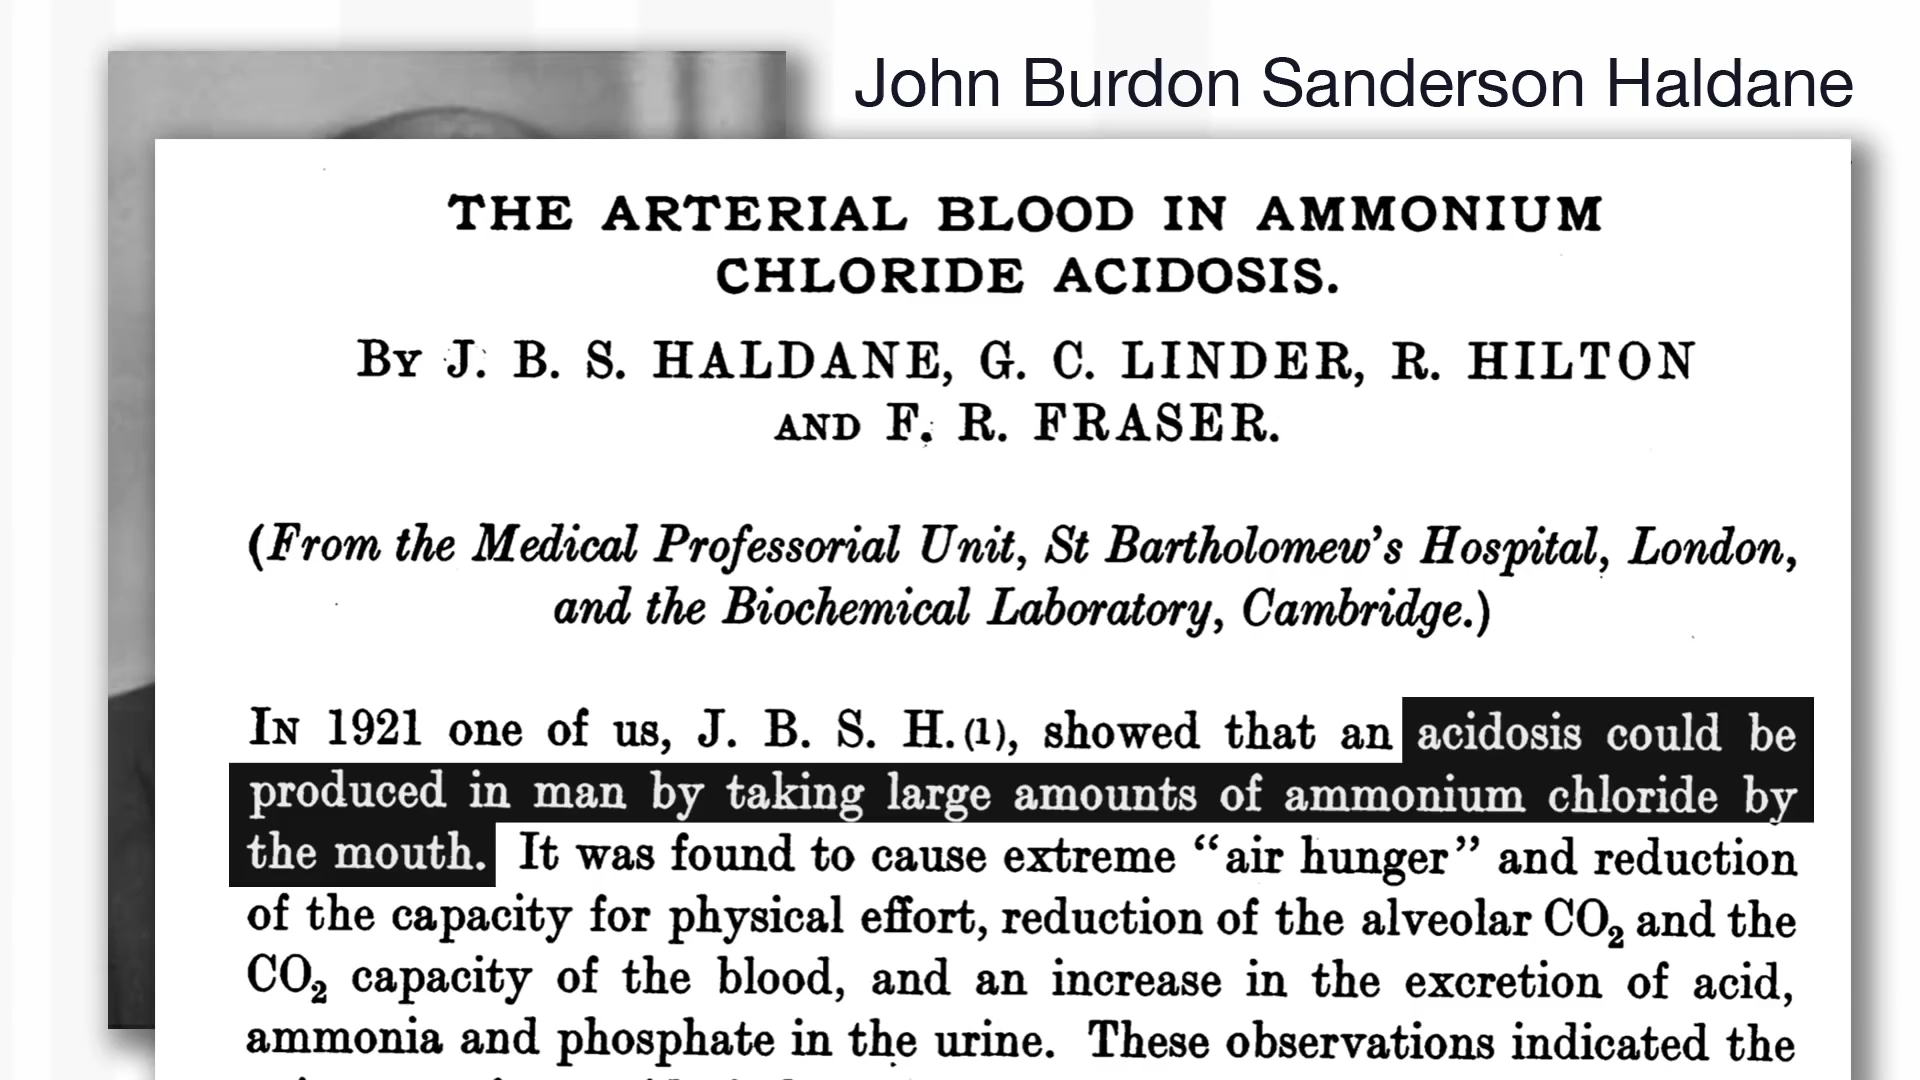 John Burdon Sanderson Haldane
THE ARTERIAL BLOOD IN AMMONIUM
CHLORIDE ACIDOSIS.
By J. B. S. HALDANE, G. C. LINDER, R. HILTON
AND F. R. FRASER.
(From the Medical Professorial Unit, St Bartholomew's Hospital, London,
and the Biochemical Laboratory, Cambridge.)
In 1921 one of us, J. B. S. H. (1), showed that an acidosis could be
produced in man by taking large amounts of ammonium chloride by
the mouth. It was found to cause extreme “air hunger” and reduction
of the capacity for physical effort, reduction of the alveolar CO₂ and the
CO₂ capacity of the blood, and an increase in the excretion of acid,
ammonia and phosphate in the urine. These observations indicated the